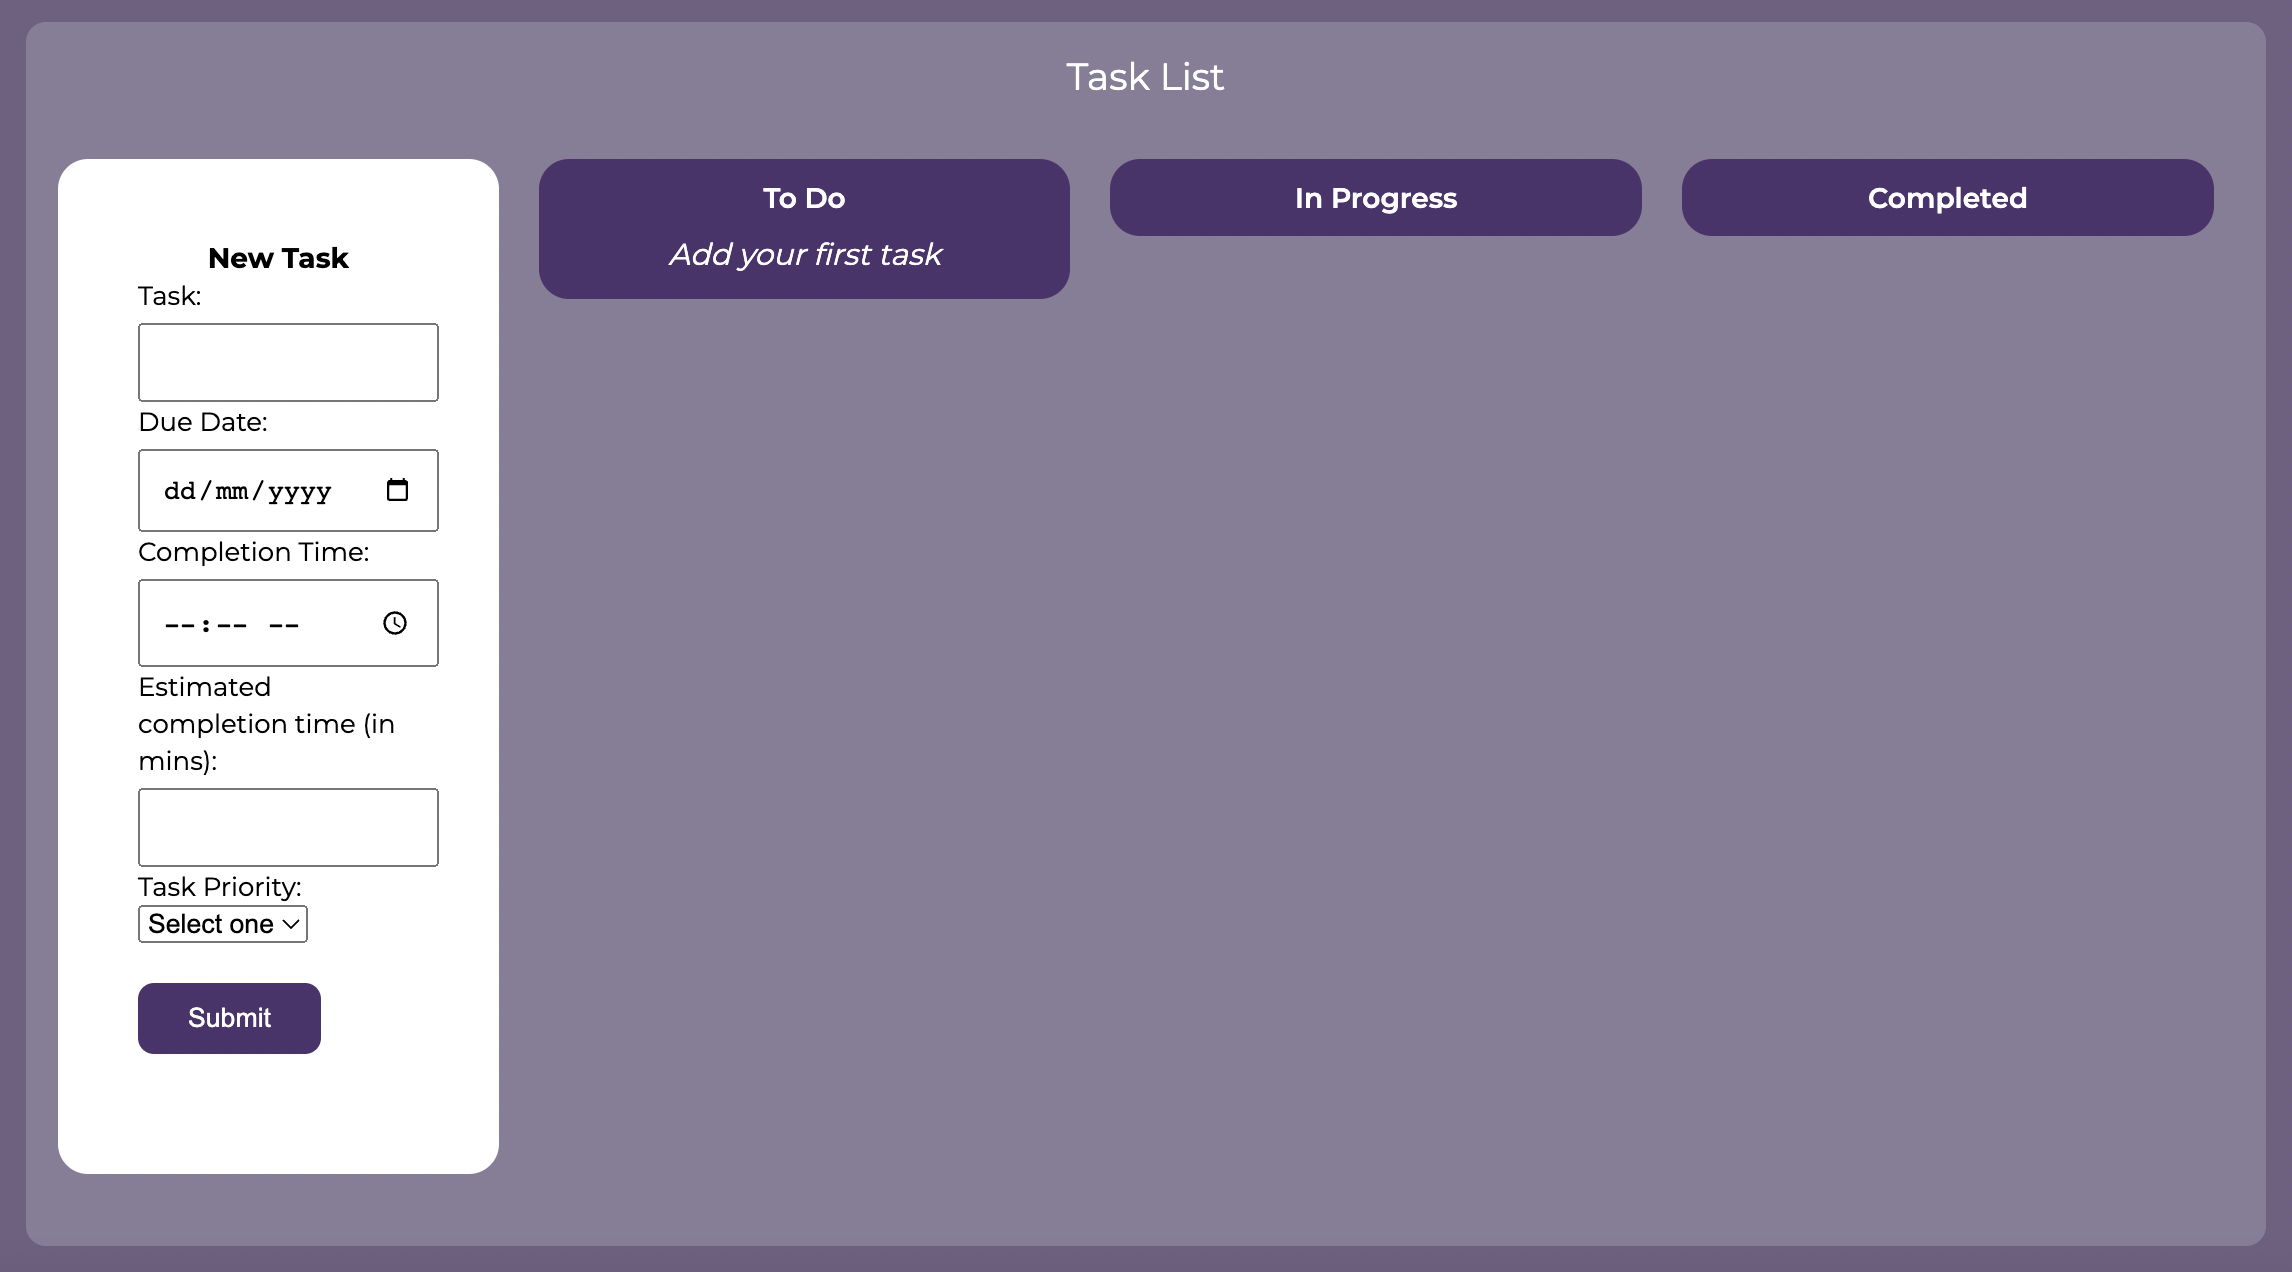 Task List
New Task
Task:
Due Date:
dd/mm/yyyy
Completion Time:
--:-- --
Estimated
completion time (in
mins):
Task Priority:
Select one
Submit
To Do
Add your first task
In Progress
Completed